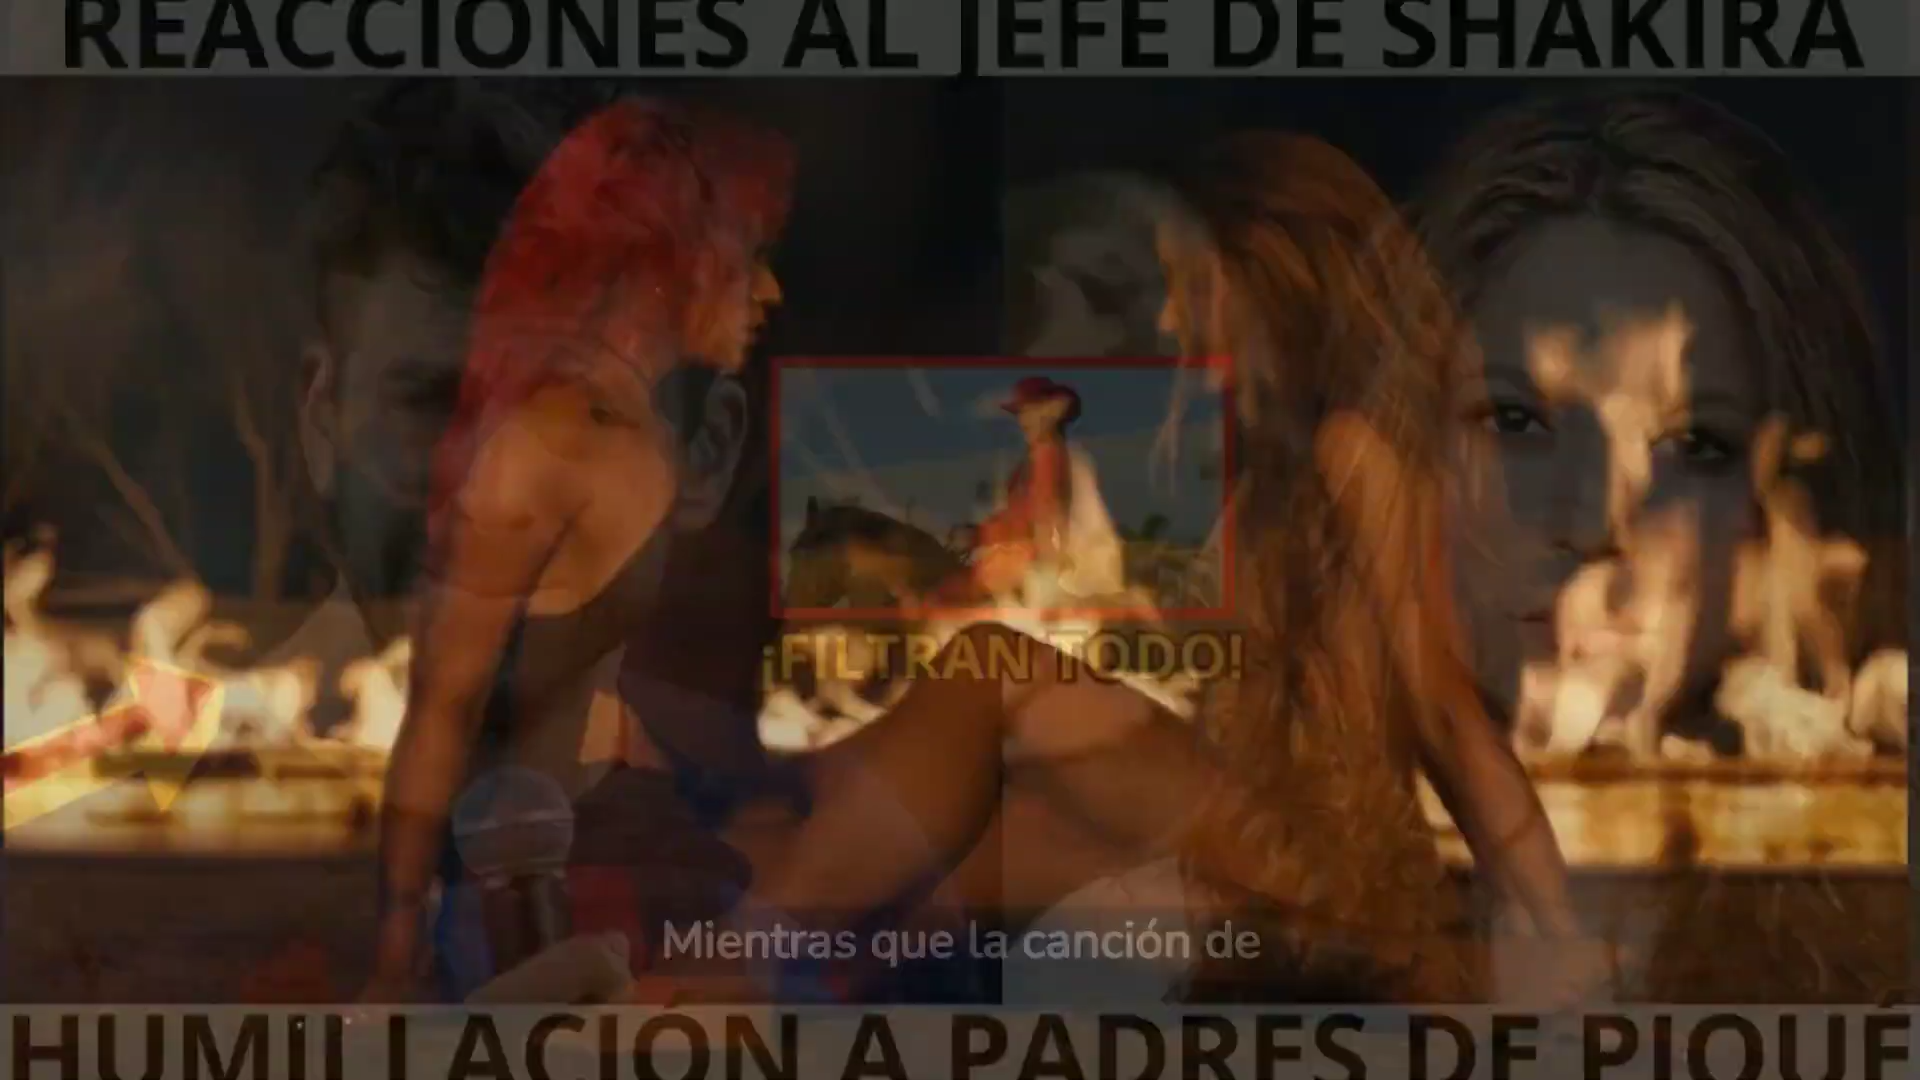 REACCIONES AL JEFE DE SHAKIRA
¡FILTRAN TODO!
Mientras que la canción de
HUMILLACIÓN A PADRES DE PIQUÉ